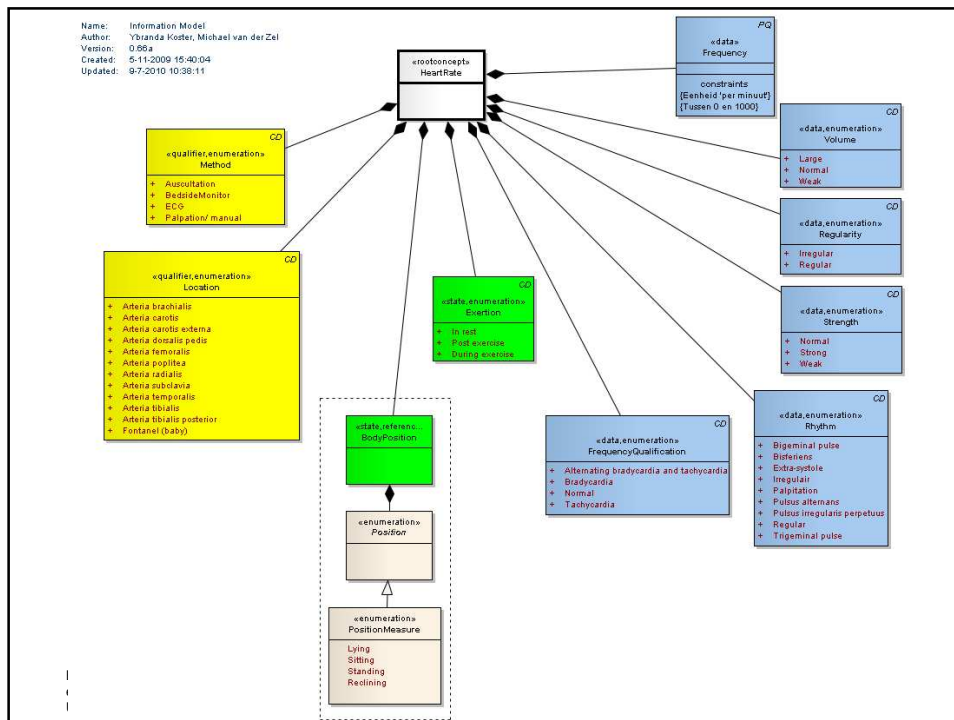 Name: Information Model
Author: Ybranda Koster, Michael van der Zel
Version: 0.66a
Created: 5-11-2009 15:40:04
Updated: 9-7-2010 10:38:11
«rootconcept»
HeartRate
PQ
«data»
Frequency
constraints
{Eenheid 'per minuut'}
{Tussen 0 en 1000}
CD
«data,enumeration»
Volume
+ Large
+ Normal
+ Weak
CD
«qualifier,enumeration»
Method
+ Auscultation
+ BedsideMonitor
+ ECG
+ Palpation/ manual
CD
«data,enumeration»
Regularity
+ Irregular
+ Regular
CD
«qualifier,enumeration»
Location
+ Arteria brachialis
+ Arteria carotis
+ Arteria carotis externa
+ Arteria dorsalis pedis
+ Arteria femoralis
+ Arteria poplitea
+ Arteria radialis
+ Arteria subclavia
+ Arteria temporalis
+ Arteria tibialis
+ Arteria tibialis posterior
+ Fontanel (baby)
CD
«state,enumeration»
Exertion
+ In rest
+ Post exercise
+ During exercise
CD
«data,enumeration»
Strength
+ Normal
+ Strong
+ Weak
CD
«data,enumeration»
Rhythm
+ Bigeminal pulse
+ Bisferiens
+ Extra-systole
+ Irregulair
+ Palpitation
+ Pulsus alternans
+ Pulsus irregularis perpetuus
+ Regular
+ Trigeminal pulse
«state,referenc...
BodyPosition
CD
«data,enumeration»
FrequencyQualification
+ Alternating bradycardia and tachycardia
+ Bradycardia
+ Normal
+ Tachycardia
«enumeration»
Position
«enumeration»
PositionMeasure
Lying
Sitting
Standing
Reclining